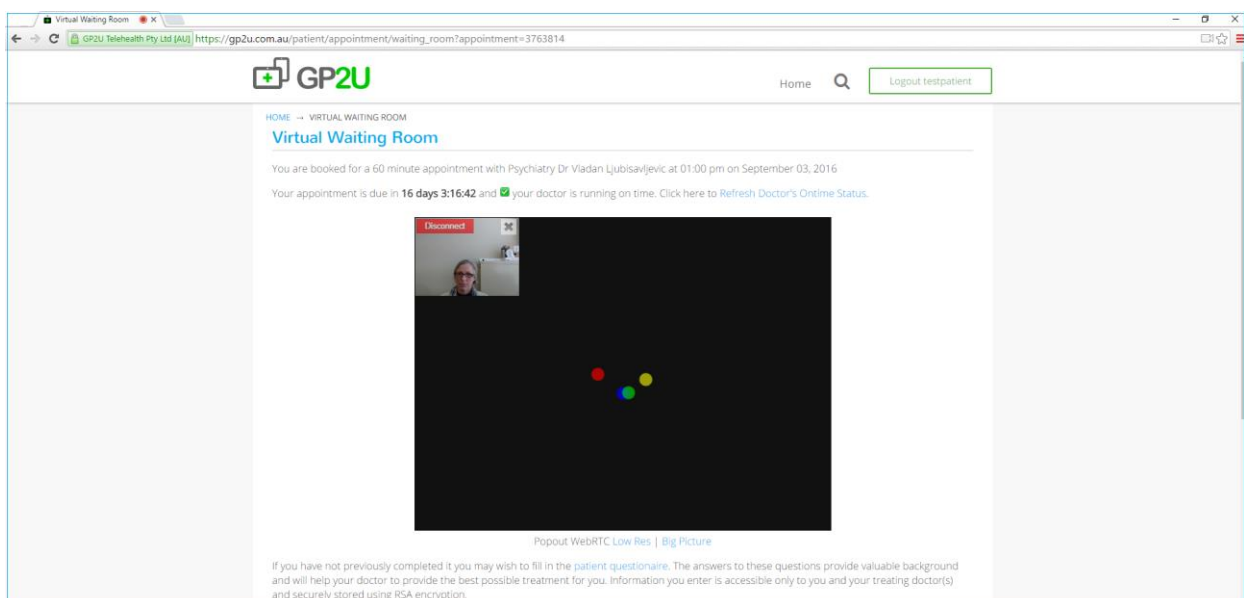 Virtual Waiting Room
GP2U Telehealth Pty Ltd [AU] https://gp2u.com.au/patient/appointment/waiting_room?appointment=3763814
GP2U
Home
Logout testpatient
HOME → VIRTUAL WAITING ROOM
Virtual Waiting Room
You are booked for a 60 minute appointment with Psychiatry Dr Vladan Ljubisavljevic at 01:00 pm on September 03, 2016
Your appointment is due in 16 days 3:16:42 and ✅ your doctor is running on time. Click here to Refresh Doctor's Ontime Status.
Disconnect
Popout WebRTC Low Res | Big Picture
If you have not previously completed it you may wish to fill in the patient questionaire. The answers to these questions provide valuable background
and will help your doctor to provide the best possible treatment for you. Information you enter is accessible only to you and your treating doctor(s)
and securely stored using RSA encryption.